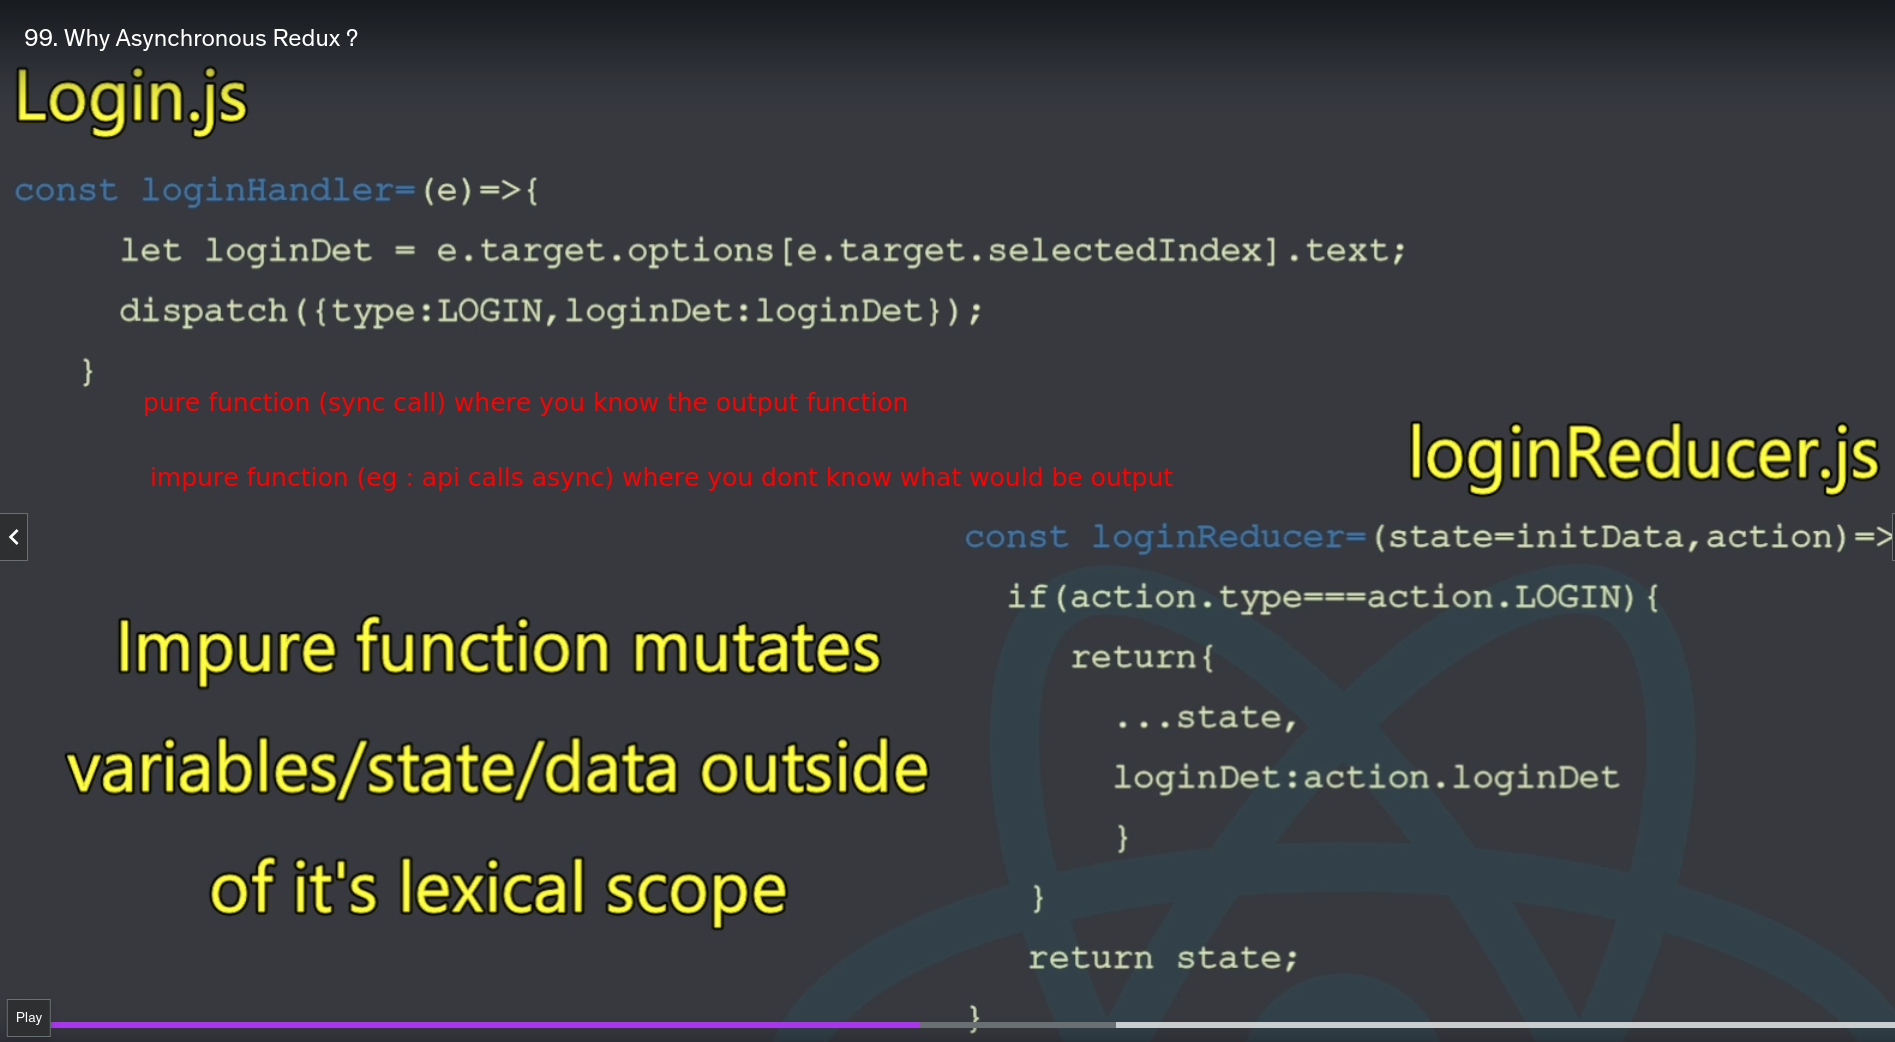 99. Why Asynchronous Redux ?
Login.js
const loginHandler=(e)=>{
let loginDet = e.target.options[e.target.selectedIndex].text;
dispatch({type:LOGIN,loginDet:loginDet});
}
pure function (sync call) where you know the output function
impure function (eg : api calls async) where you dont know what would be output
loginReducer.js
const loginReducer=(state=initData,action)=>
if(action.type===action.LOGIN){
return{
...state,
loginDet:action.loginDet
}
}
return state;
}
Impure function mutates
variables/state/data outside
of it's lexical scope
Play